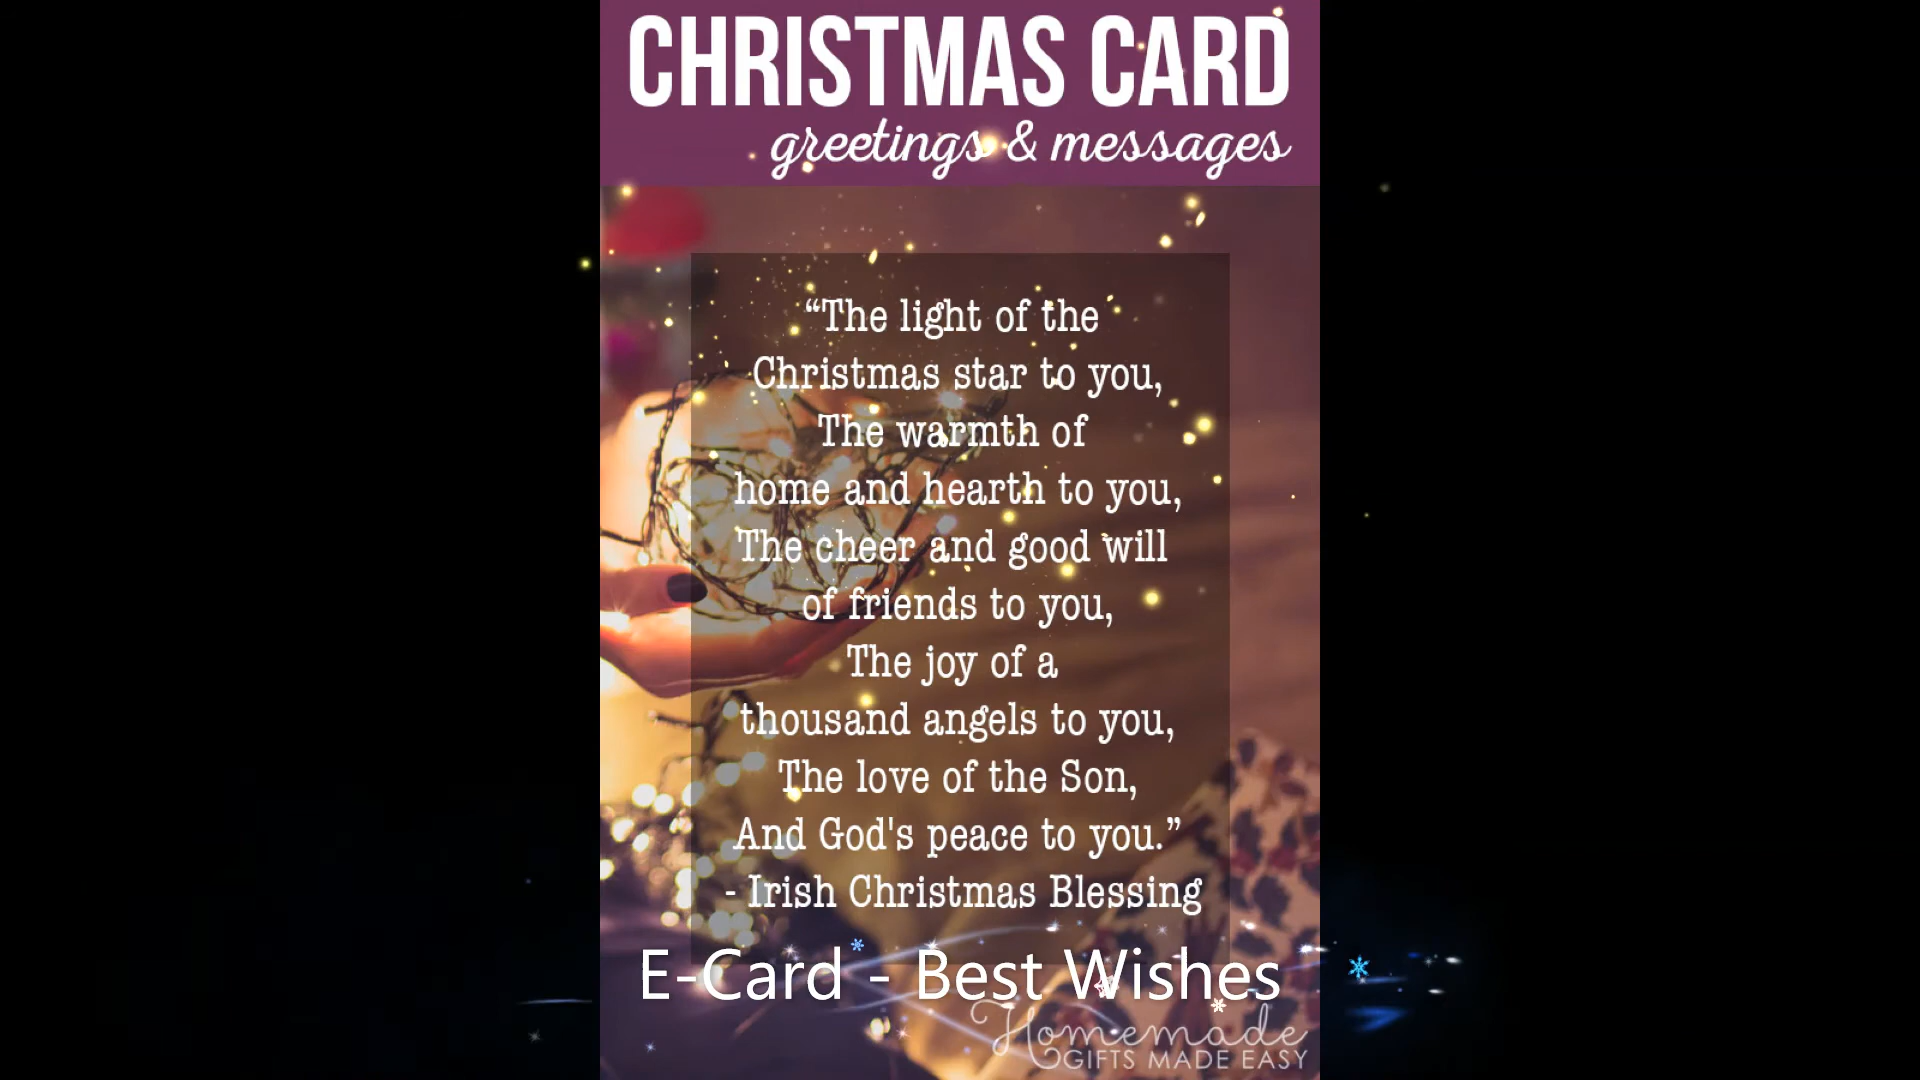 CHRISTMAS CARD
greetings & messages
“The light of the
Christmas star to you,
The warmth of
home and hearth to you,
The cheer and good will
of friends to you,
The joy of a
thousand angels to you,
The love of the Son,
And God's peace to you.”
- Irish Christmas Blessing
E-Card - Best Wishes
Homemade
GIFTS MADE EASY